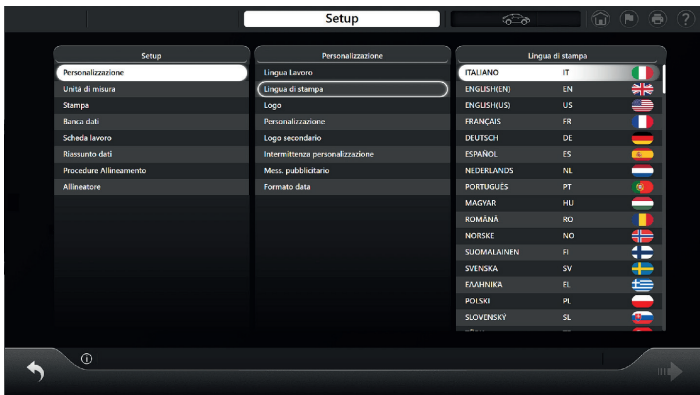 Setup
Setup
Personalizzazione
Unità di misura
Stampa
Banca dati
Scheda lavoro
Riassunto dati
Procedure Allineamento
Allineatore
Personalizzazione
Lingua Lavoro
Lingua di stampa
Logo
Personalizzazione
Logo secondario
Intermittenza personalizzazione
Mess. pubblicitario
Formato data
Lingua di stampa
ITALIANO IT
ENGLISH(EN) EN
ENGLISH(US) US
FRANÇAIS FR
DEUTSCH DE
ESPAÑOL ES
NEDERLANDS NL
PORTUGUÊS PT
MAGYAR HU
ROMÂNĂ RO
NORSKE NO
SUOMALAINEN FI
SVENSKA SV
ΕΛΛΗΝΙΚΆ EL
POLSKI PL
SLOVENSKÝ SL